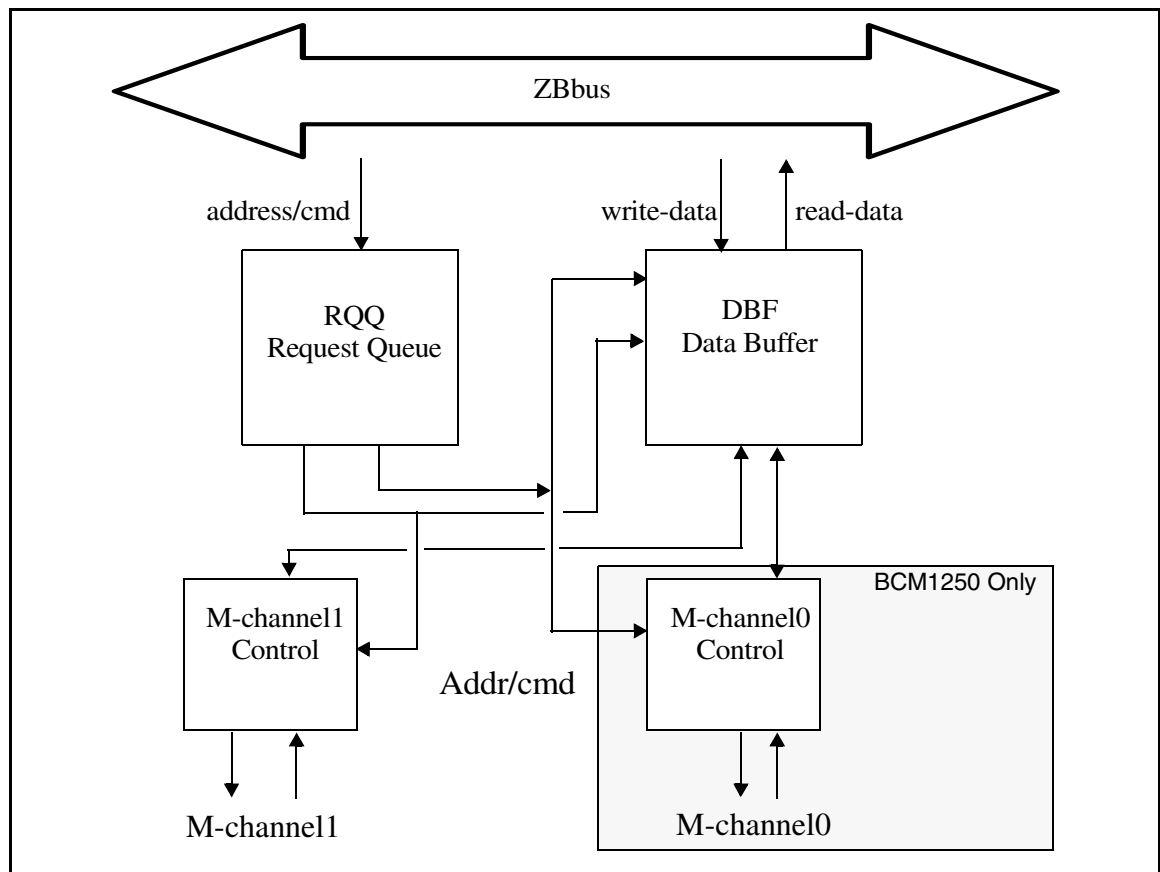 ZBbus
address/cmd
write-data
read-data
RQQ
Request Queue
DBF
Data Buffer
BCM1250 Only
M-channel1
Control
M-channel0
Control
Addr/cmd
M-channel1
M-channel0